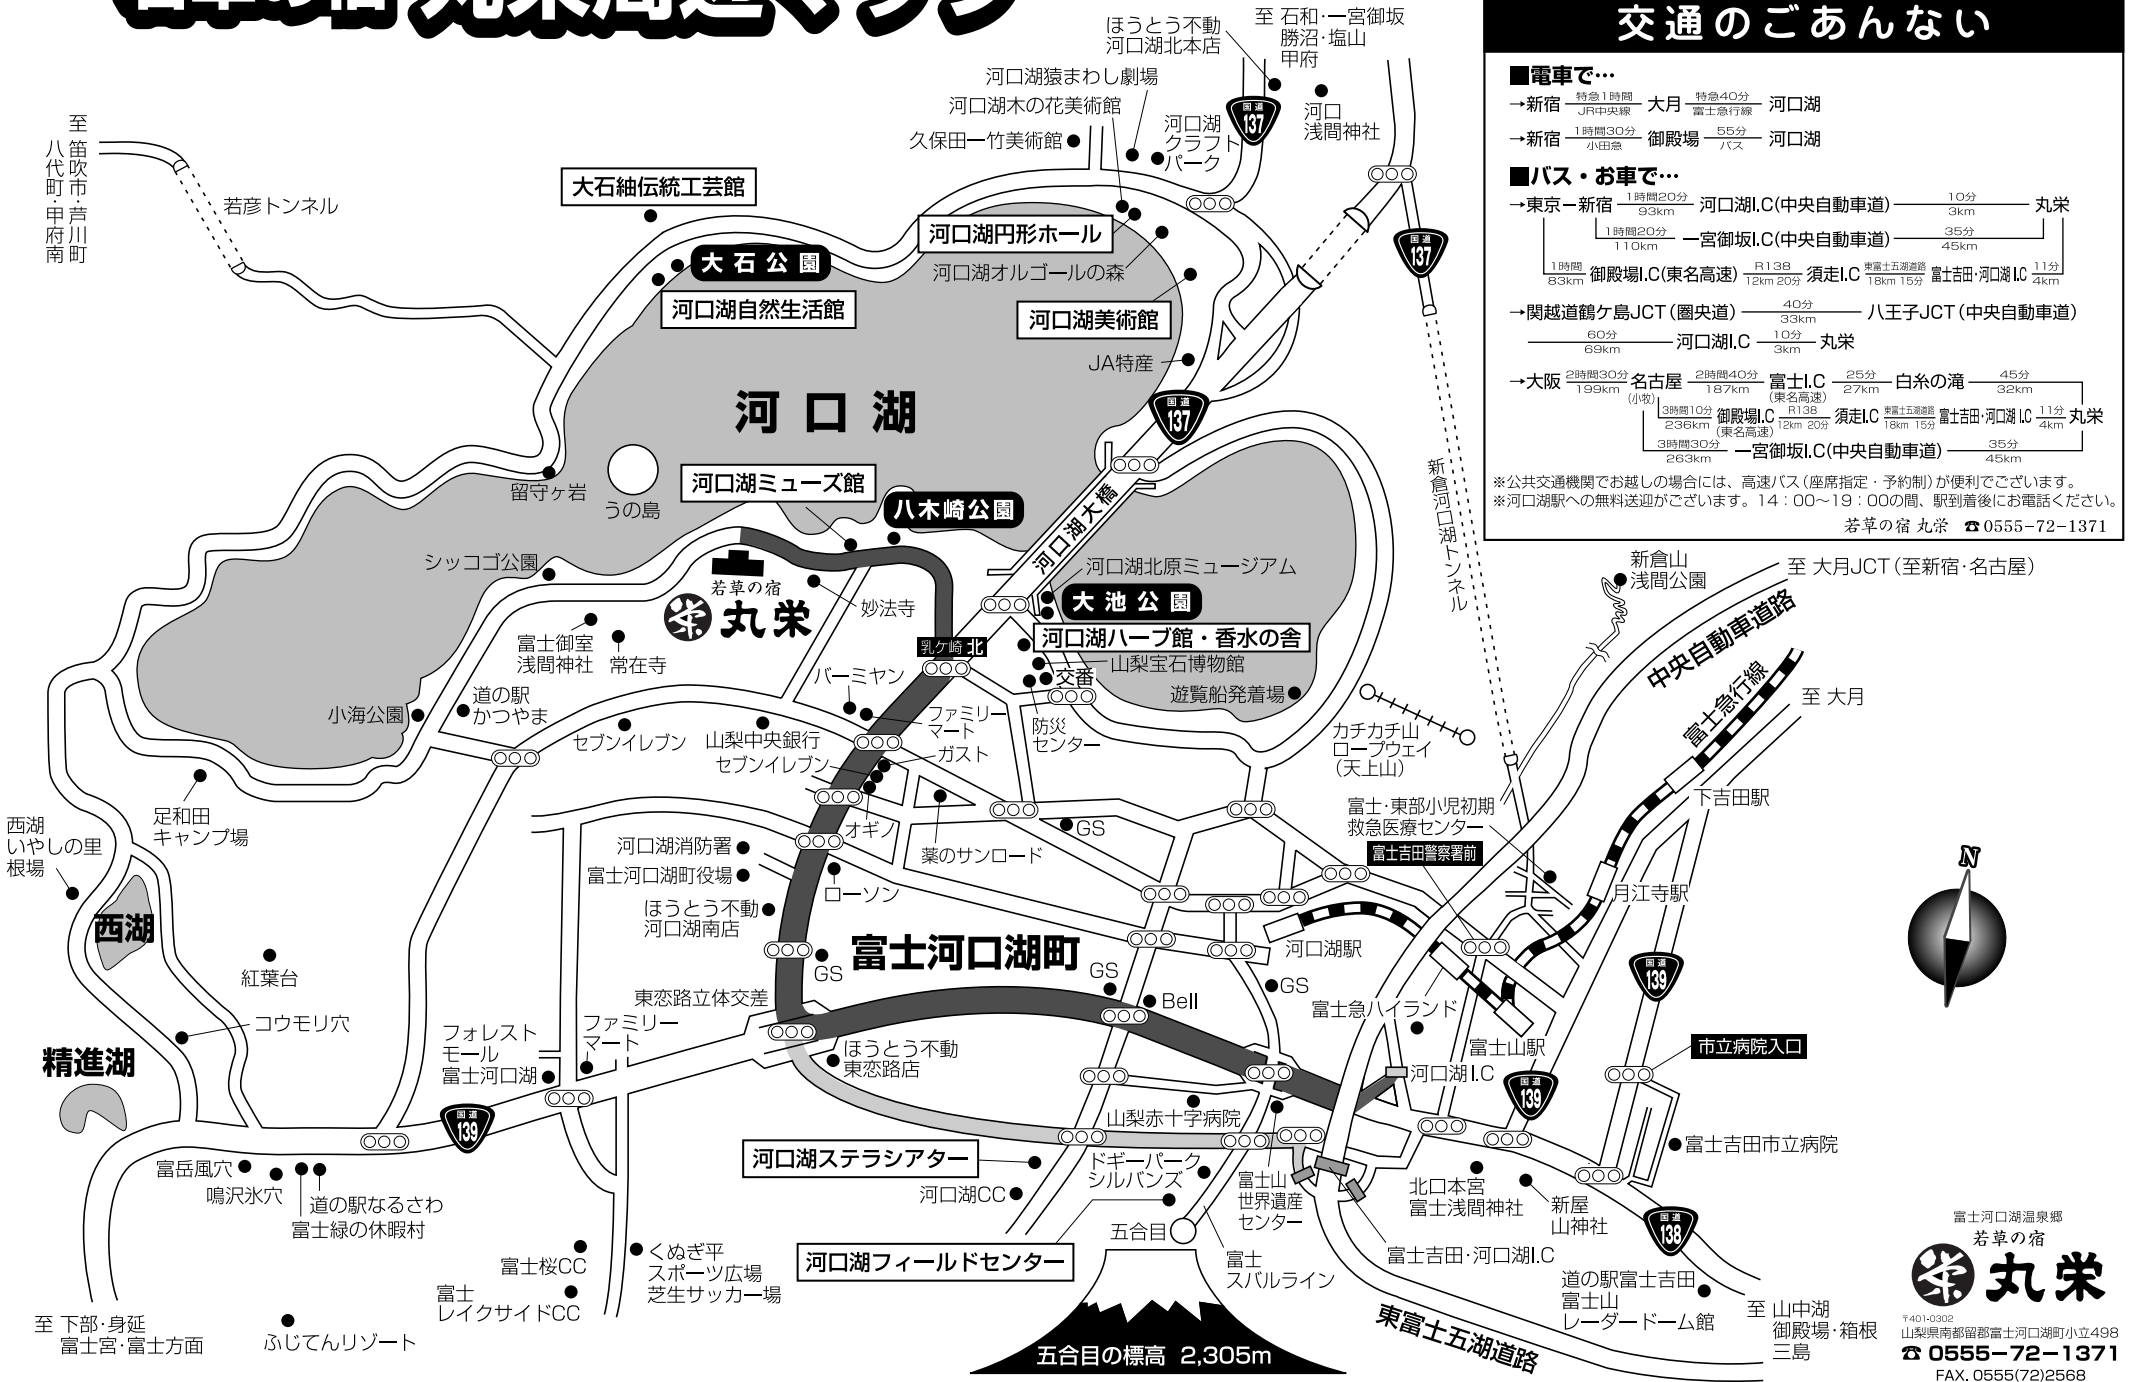 若草の宿 丸栄周辺マップ
ほうとう不動
河口湖北本店
至 石和・一宮御坂
勝沼・塩山
甲府
河口湖猿まわし劇場
河口湖木の花美術館
久保田一竹美術館
河口湖
クラフト
パーク
国道
137
河口
浅間神社
至 笛吹市・芦川町
八代町・甲府南
若彦トンネル
大石紬伝統工芸館
大石公園
河口湖自然生活館
河口湖円形ホール
河口湖オルゴールの森
河口湖美術館
JA特産
国道
137
国道
137
河口湖
留守ヶ岩
うの島
河口湖ミューズ館
八木崎公園
河口湖大橋
新倉河口湖トンネル
シッコゴ公園
若草の宿
丸栄
妙法寺
河口湖北原ミュージアム
大池公園
河口湖ハーブ館・香水の舎
山梨宝石博物館
交番
遊覧船発着場
乳ケ崎 北
富士御室
浅間神社
常在寺
バーミヤン
ファミリー
マート
防災
センター
道の駅
かつやま
小海公園
セブンイレブン
山梨中央銀行
セブンイレブン
ガスト
オギノ
薬のサンロード
GS
カチカチ山
ロープウェイ
(天上山)
新倉山
浅間公園
至 大月JCT(至新宿・名古屋)
中央自動車道路
富士急行線
至 大月
下吉田駅
富士・東部小児初期
救急医療センター
富士吉田警察署前
月江寺駅
足和田
キャンプ場
西湖
いやしの里
根場
西湖
紅葉台
コウモリ穴
精進湖
河口湖消防署
富士河口湖町役場
ローソン
ほうとう不動
河口湖南店
富士河口湖町
GS
GS
Bell
GS
河口湖駅
富士急ハイランド
富士山駅
河口湖I.C
国道
139
国道
139
市立病院入口
東恋路立体交差
フォレスト
モール
富士河口湖
ファミリー
マート
ほうとう不動
東恋路店
国道
139
山梨赤十字病院
河口湖ステラシアター
河口湖CC
ドギーパーク
シルバンズ
富士山
世界遺産
センター
北口本宮
富士浅間神社
新屋
山神社
富士吉田市立病院
国道
138
富岳風穴
鳴沢氷穴
道の駅なるさわ
富士緑の休暇村
富士桜CC
富士
レイクサイドCC
くぬぎ平
スポーツ広場
芝生サッカー場
ふじてんリゾート
至 下部・身延
富士宮・富士方面
河口湖フィールドセンター
五合目
富士
スバルライン
五合目の標高 2,305m
富士吉田・河口湖I.C
東富士五湖道路
道の駅富士吉田
富士山
レーダードーム館
至 山中湖
御殿場・箱根
三島
N
交通のご​あんない
■電車で…
→新宿 特急1時間 JR中央線 大月 特急40分 富士急行線 河口湖
→新宿 1時間30分 小田急 御殿場 55分 バス 河口湖
■バス・お車で…
→東京－新宿 1時間20分 93km 河口湖I.C(中央自動車道) 10分 3km 丸栄
1時間20分 110km 一宮御坂I.C(中央自動車道) 35分 45km
1時間 83km 御殿場I.C(東名高速) R138 12km 20分 須走I.C 東富士五湖道路 18km 15分 富士吉田・河口湖I.C 11分 4km
→関越道鶴ケ島JCT(圏央道) 40分 33km 八王子JCT(中央自動車道)
60分 69km 河口湖I.C 10分 3km 丸栄
→大阪 2時間30分 199km 名古屋(小牧) 2時間40分 187km 富士I.C(東名高速) 25分 27km 白糸の滝 45分 32km
3時間10分 236km 御殿場I.C(東名高速) R138 12km 20分 須走I.C 東富士五湖道路 18km 15分 富士吉田・河口湖I.C 11分 4km 丸栄
3時間30分 263km 一宮御坂I.C(中央自動車道) 35分 45km
※公共交通機関でお越しの場合には、高速バス(座席指定・予約制)が便利でございます。
※河口湖駅への無料送迎がございます。14：00～19：00の間、駅到着後にお電話ください。
若草の宿 丸栄 ☎0555-72-1371
富士河口湖温泉郷
若草の宿
丸栄
〒401-0302
山梨県南都留郡富士河口湖町小立498
☎ 0555-72-1371
FAX. 0555(72)2568